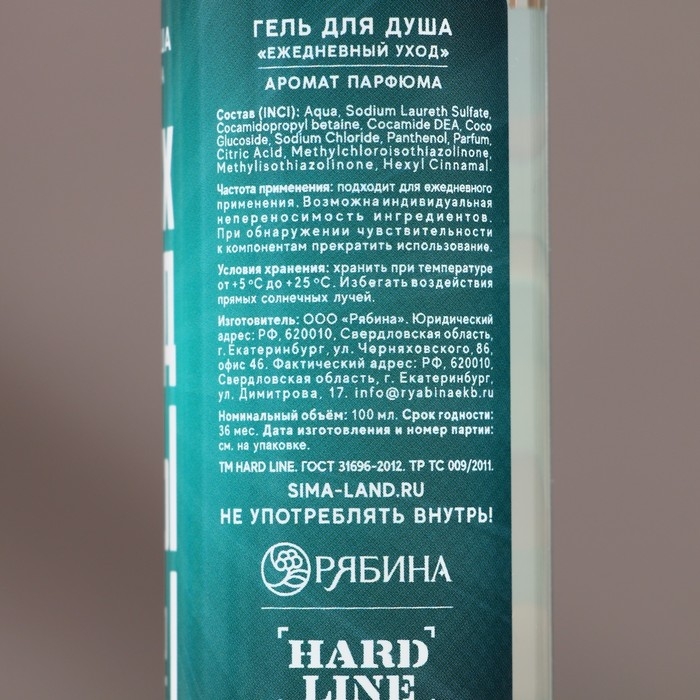 ГЕЛЬ ДЛЯ ДУША
«ЕЖЕДНЕВНЫЙ УХОД»
АРОМАТ ПАРФЮМА
Состав (INCI): Aqua, Sodium Laureth Sulfate,
Cocamidopropyl betaine, Cocamide DEA, Coco
Glucoside, Sodium Chloride, Panthenol, Parfum,
Citric Acid, Methylchloroisothiazolinone,
Methylisothiazolinone, Hexyl Cinnamal.
Частота применения: подходит для ежедневного
применения. Возможна индивидуальная
непереносимость ингредиентов.
При обнаружении чувствительности
к компонентам прекратить использование.
Условия хранения: хранить при температуре
от +5 °C до +25 °C. Избегать воздействия
прямых солнечных лучей.
Изготовитель: ООО «Рябина». Юридический
адрес: РФ, 620010, Свердловская область,
г. Екатеринбург, ул. Черняховского, 86,
офис 46. Фактический адрес: РФ, 620010,
Свердловская область, г. Екатеринбург,
ул. Димитрова, 17. info@ryabinaekb.ru
Номинальный объём: 100 мл. Срок годности:
36 мес. Дата изготовления и номер партии:
см. на упаковке.
TM HARD LINE. ГОСТ 31696-2012. ТР ТС 009/2011.
SIMA-LAND.RU
НЕ УПОТРЕБЛЯТЬ ВНУТРЬ!
РЯБИНА
HARD
LINE